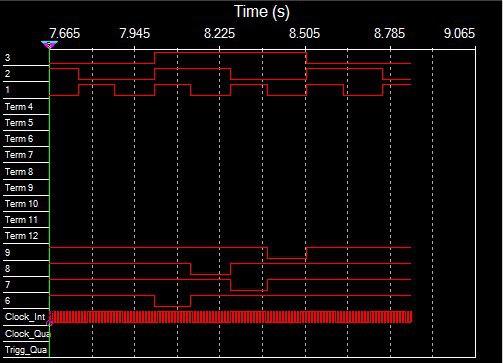 Time (s)
7.665 7.945 8.225 8.505 8.785 9.065
3
2
1
Term 4
Term 5
Term 6
Term 7
Term 8
Term 9
Term 10
Term 11
Term 12
9
8
7
6
Clock_Int
Clock_Qua
Trigg_Qua